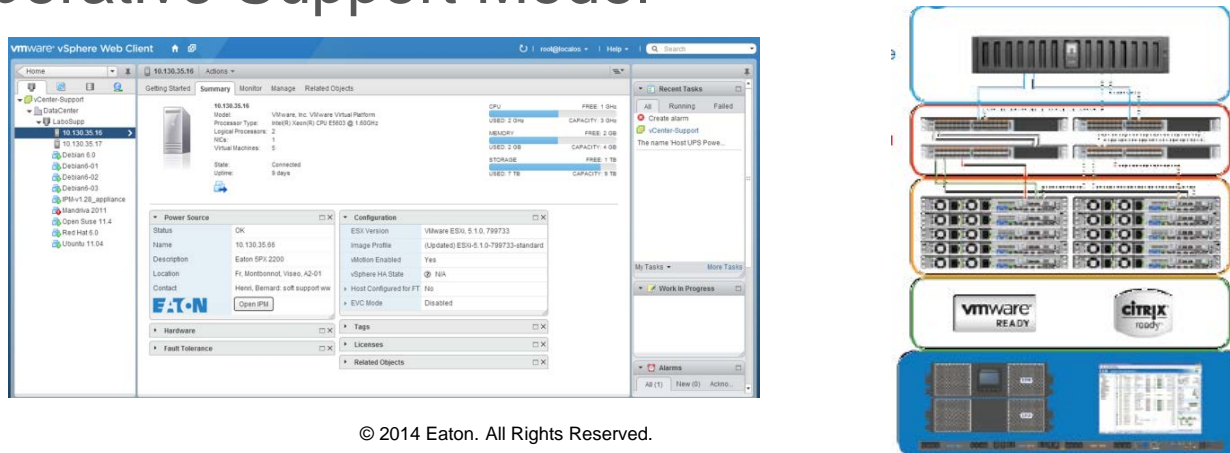 perative Support Model
vmware vSphere Web Client
root@localos
Help
Search
Home
10.130.35.16 Actions
Getting Started Summary Monitor Manage Related Objects
vCenter-Support
DataCenter
LaboSupp
10.130.35.16
10.130.35.17
Debian 6.0
Debian6-01
Debian6-02
Debian6-03
IPM-v1.28_appliance
Mandriva 2011
Open Suse 11.4
Red Hat 6.0
Ubuntu 11.04
10.130.35.16
Model: VMware, Inc. VMware Virtual Platform
Processor Type: Intel(R) Xeon(R) CPU E5603 @ 1.60GHz
Logical Processors: 2
NICs: 1
Virtual Machines: 5
State: Connected
Uptime: 9 days
CPU FREE: 1 GHz
USED: 2 GHz CAPACITY: 3 GHz
MEMORY FREE: 2 GB
USED: 2 GB CAPACITY: 4 GB
STORAGE FREE: 1 TB
USED: 7 TB CAPACITY: 9 TB
Power Source
Status OK
Name 10.130.35.66
Description Eaton 5PX 2200
Location Fr, Montbonnot, Viseo, A2-01
Contact Henri, Bernard: soft support ww
EATON Open IPM
Hardware
Fault Tolerance
Configuration
ESX Version VMware ESXi, 5.1.0, 799733
Image Profile (Updated) ESXi-5.1.0-799733-standard
vMotion Enabled Yes
vSphere HA State N/A
Host Configured for FT No
EVC Mode Disabled
Tags
Licenses
Related Objects
Recent Tasks
All Running Failed
Create alarm
vCenter-Support
The name 'Host UPS Powe...
My Tasks More Tasks
Work In Progress
Alarms
All (1) New (0) Ackno...
e
vmware
READY
citrix
ready
© 2014 Eaton. All Rights Reserved.